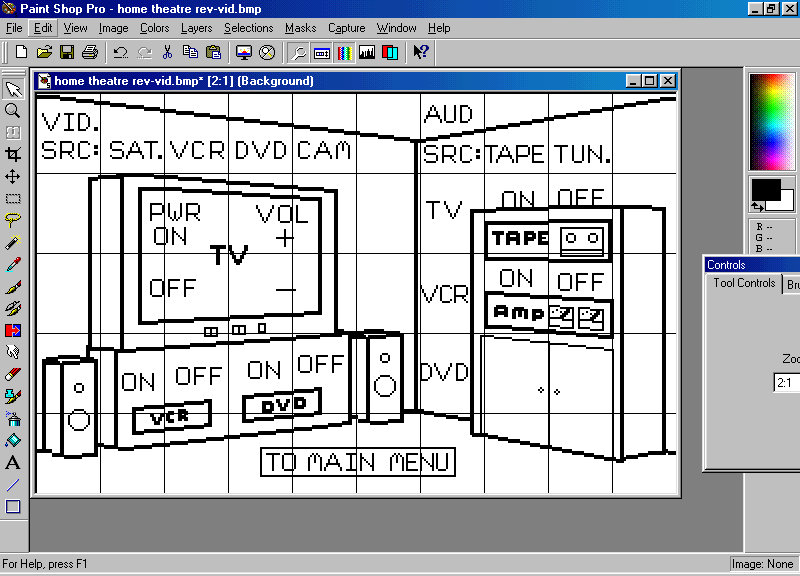 Paint Shop Pro - home theatre rev-vid.bmp
File Edit View Image Colors Layers Selections Masks Capture Window Help
home theatre rev-vid.bmp* [2:1] (Background)
VID.
SRC: SAT. VCR DVD CAM
AUD
SRC: TAPE TUN.
TV ON OFF
TAPE
PWR VOL
ON +
TV
OFF —
ON OFF
VCR
AMP
ON OFF ON OFF
DVD
VCR DVD
TO MAIN MENU
R --
G --
B --
Controls
Tool Controls Bru
Zoo
2:1
A
For Help, press F1
Image: None